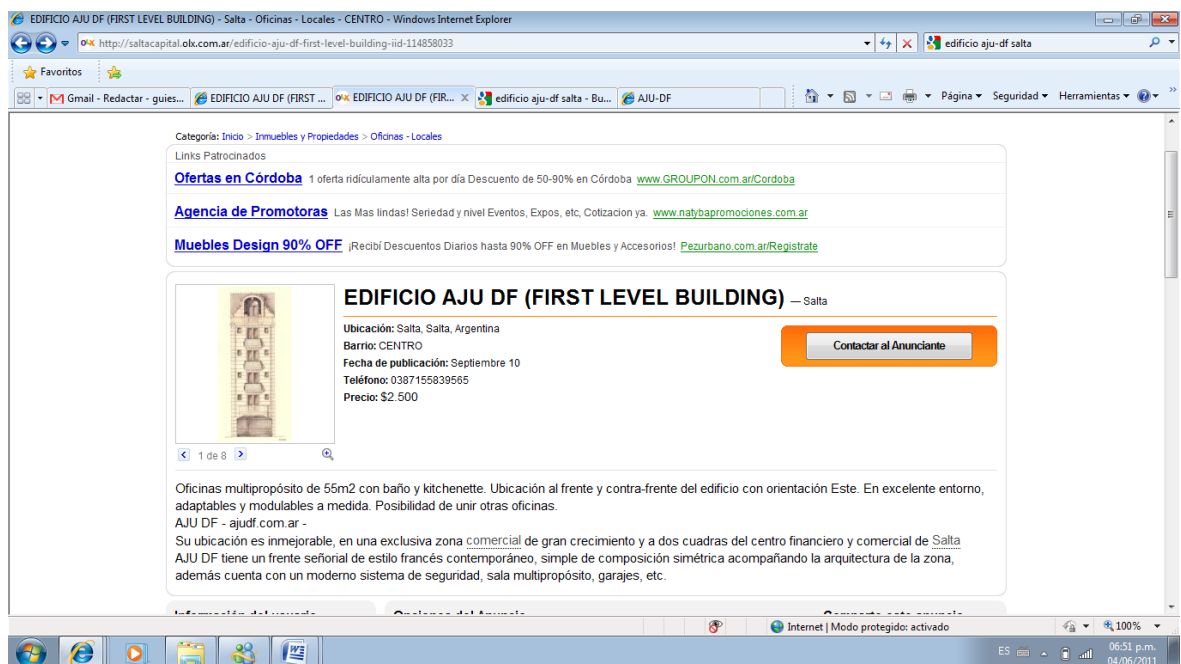 EDIFICIO AJU DF (FIRST LEVEL BUILDING) - Salta - Oficinas - Locales - CENTRO - Windows Internet Explorer
http://saltacapital.olx.com.ar/edificio-aju-df-first-level-building-iid-114858033
edificio aju-df salta
Favoritos
Gmail - Redactar - guies...
EDIFICIO AJU DF (FIRST ...
EDIFICIO AJU DF (FIR...
edificio aju-df salta - Bu...
AJU-DF
Página
Seguridad
Herramientas
Categoría: Inicio > Inmuebles y Propiedades > Oficinas - Locales
Links Patrocinados
Ofertas en Córdoba 1 oferta ridículamente alta por día Descuento de 50-90% en Córdoba www.GROUPON.com.ar/Cordoba
Agencia de Promotoras Las Mas lindas! Seriedad y nivel Eventos, Expos, etc, Cotizacion ya. www.natybapromociones.com.ar
Muebles Design 90% OFF ¡Recibí Descuentos Diarios hasta 90% OFF en Muebles y Accesorios! Pezurbano.com.ar/Registrate
EDIFICIO AJU DF (FIRST LEVEL BUILDING) — Salta
Ubicación: Salta, Salta, Argentina
Barrio: CENTRO
Fecha de publicación: Septiembre 10
Teléfono: 0387155839565
Precio: $2.500
Contactar al Anunciante
1 de 8
Oficinas multipropósito de 55m2 con baño y kitchenette. Ubicación al frente y contra-frente del edificio con orientación Este. En excelente entorno,
adaptables y modulables a medida. Posibilidad de unir otras oficinas.
AJU DF - ajudf.com.ar -
Su ubicación es inmejorable, en una exclusiva zona comercial de gran crecimiento y a dos cuadras del centro financiero y comercial de Salta
AJU DF tiene un frente señorial de estilo francés contemporáneo, simple de composición simétrica acompañando la arquitectura de la zona,
además cuenta con un moderno sistema de seguridad, sala multipropósito, garajes, etc.
Información del usuario
Opciones del Anuncio
Comparte este anuncio
Internet | Modo protegido: activado
100%
ES
06:51 p.m.
04/06/2011